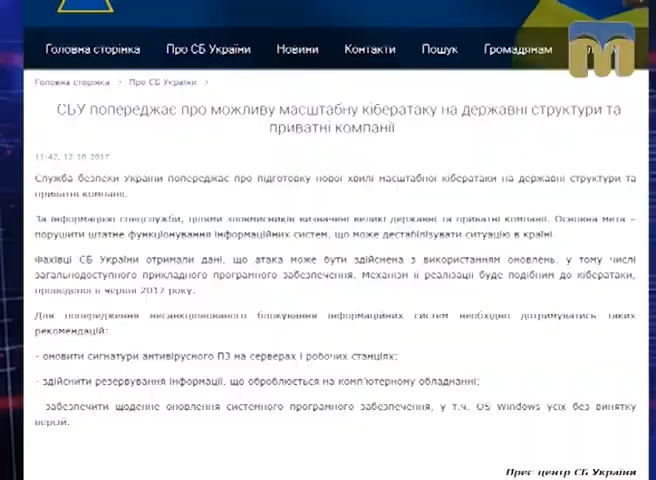 Головна сторінка Про СБ України Новини Контакти Пошук Громадянам
Головна сторінка > Про СБ України >
СБУ попереджає про можливу масштабну кібератаку на державні структури та
приватні компанії
11:42, 12.10.2017
Служба безпеки України попереджає про підготовку нової хвилі масштабної кібератаки на державні структури та
приватні компанії.
За інформацією спецслужби, цілями зловмисників визначені великі державні та приватні компанії. Основна мета –
порушити штатне функціонування інформаційних систем, що може дестабілізувати ситуацію в країні.
Фахівці СБ України отримали дані, що атака може бути здійснена з використанням оновлень, у тому числі
загальнодоступного прикладного програмного забезпечення. Механізм її реалізації буде подібним до кібератаки,
проведеної в червні 2017 року.
Для попередження несанкціонованого блокування інформаційних систем необхідно дотримуватись таких
рекомендацій:
- оновити сигнатури антивірусного ПЗ на серверах і робочих станціях;
- здійснити резервування інформації, що обробляється на комп'ютерному обладнанні;
- забезпечити щоденне оновлення системного програмного забезпечення, у т.ч. OS Windows усіх без винятку
версій.
Прес-центр СБ України